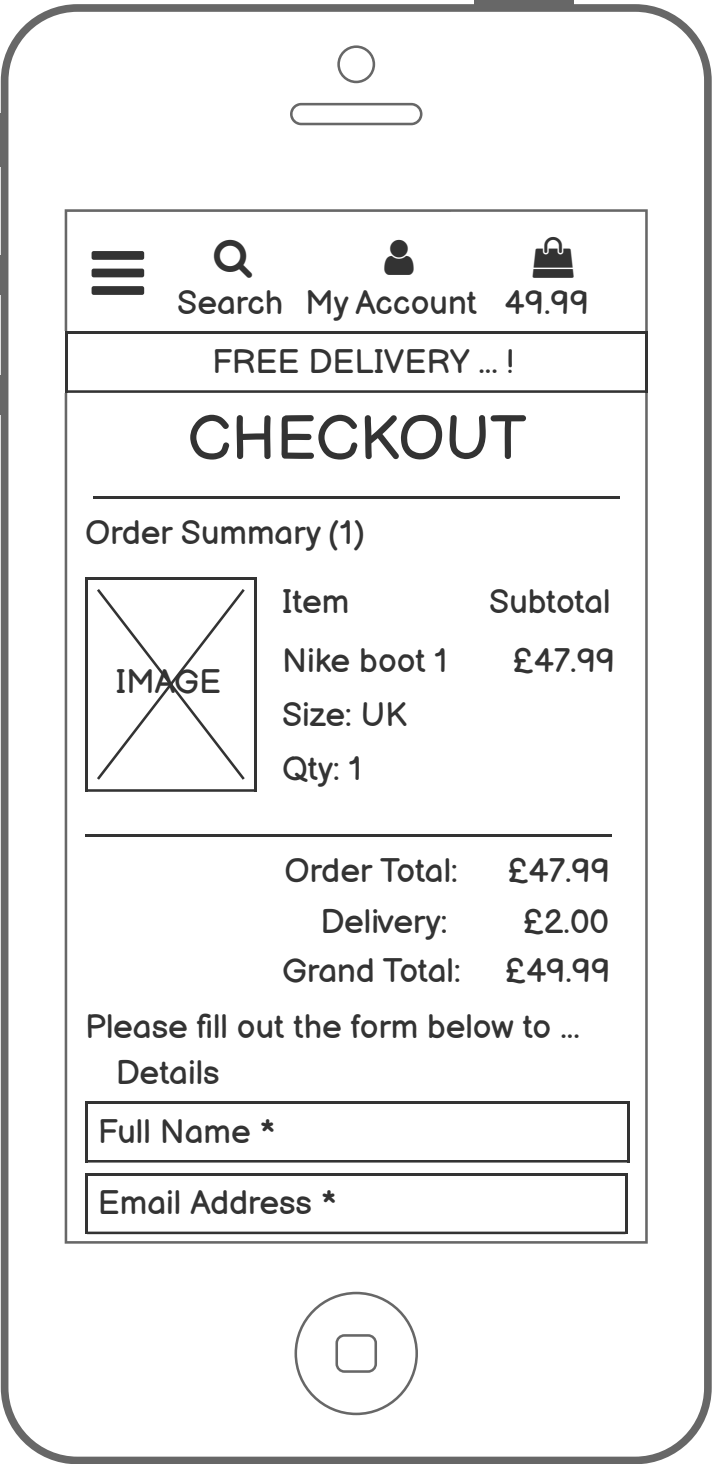 Search My Account 49.99
FREE DELIVERY ... !
CHECKOUT
Order Summary (1)
IMAGE
Item Subtotal
Nike boot 1 £47.99
Size: UK
Qty: 1
Order Total: £47.99
Delivery: £2.00
Grand Total: £49.99
Please fill out the form below to ...
Details
Full Name *
Email Address *